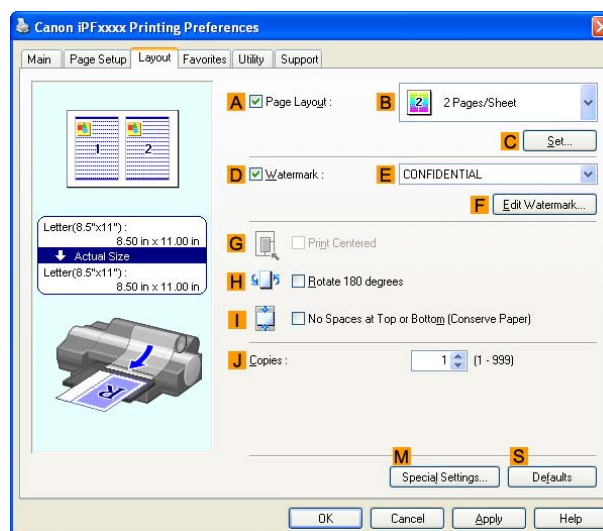 Canon iPFxxxx Printing Preferences
Main Page Setup Layout Favorites Utility Support
A Page Layout : B 2 2 Pages/Sheet
1 2
C Set...
D Watermark : E CONFIDENTIAL
F Edit Watermark...
Letter(8.5"x11") :
8.50 in x 11.00 in
Actual Size
Letter(8.5"x11") :
8.50 in x 11.00 in
G Print Centered
H Rotate 180 degrees
I No Spaces at Top or Bottom (Conserve Paper)
J Copies : 1 (1 - 999)
R
M S
Special Settings... Defaults
OK Cancel Apply Help